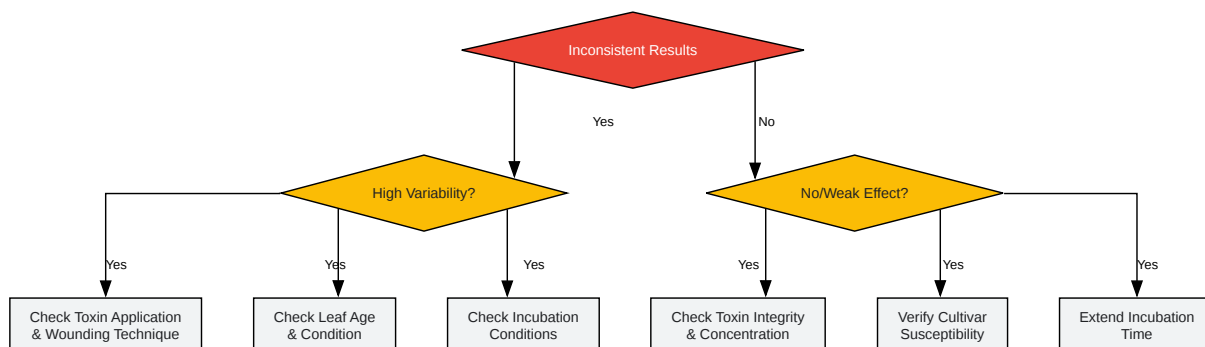 Inconsistent Results
Yes
No
High Variability?
No/Weak Effect?
Yes
Yes
Yes
Yes
Yes
Yes
Check Toxin Application
& Wounding Technique
Check Leaf Age
& Condition
Check Incubation
Conditions
Check Toxin Integrity
& Concentration
Verify Cultivar
Susceptibility
Extend Incubation
Time